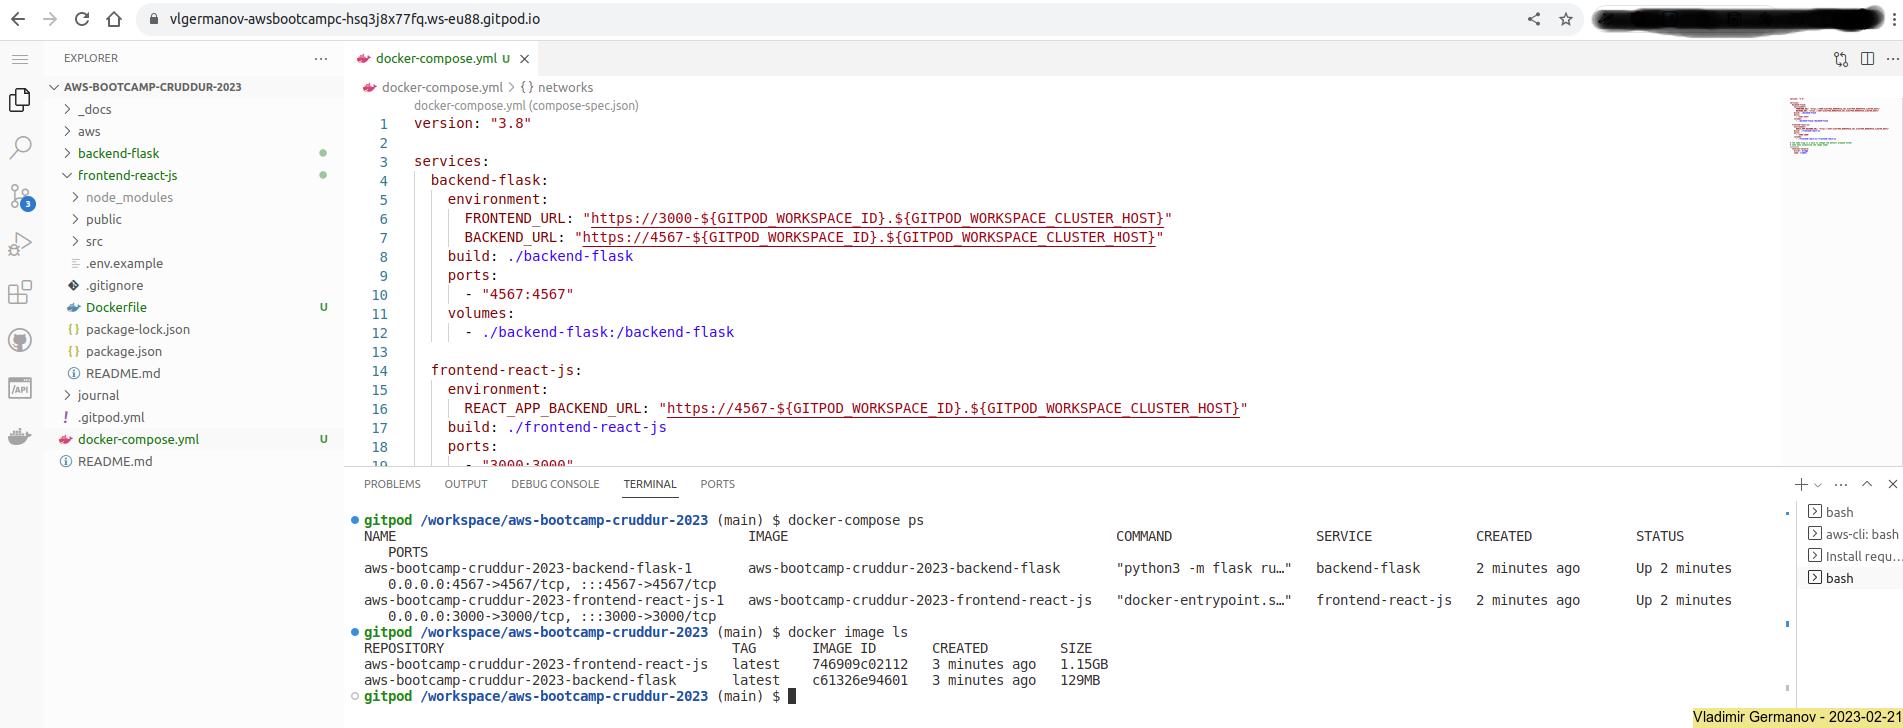 vlgermanov-awsbootcampc-hsq3j8x77fq.ws-eu88.gitpod.io
EXPLORER
AWS-BOOTCAMP-CRUDDUR-2023
_docs
aws
backend-flask
frontend-react-js
node_modules
public
src
.env.example
.gitignore
Dockerfile U
package-lock.json
package.json
README.md
journal
.gitpod.yml
docker-compose.yml U
README.md
3
/API
docker-compose.yml U
docker-compose.yml > {} networks
docker-compose.yml (compose-spec.json)
1 version: "3.8"
2
3 services:
4 backend-flask:
5 environment:
6 FRONTEND_URL: "https://3000-${GITPOD_WORKSPACE_ID}.${GITPOD_WORKSPACE_CLUSTER_HOST}"
7 BACKEND_URL: "https://4567-${GITPOD_WORKSPACE_ID}.${GITPOD_WORKSPACE_CLUSTER_HOST}"
8 build: ./backend-flask
9 ports:
10 - "4567:4567"
11 volumes:
12 - ./backend-flask:/backend-flask
13
14 frontend-react-js:
15 environment:
16 REACT_APP_BACKEND_URL: "https://4567-${GITPOD_WORKSPACE_ID}.${GITPOD_WORKSPACE_CLUSTER_HOST}"
17 build: ./frontend-react-js
18 ports:
19 - "3000:3000"
PROBLEMS OUTPUT DEBUG CONSOLE TERMINAL PORTS
gitpod /workspace/aws-bootcamp-cruddur-2023 (main) $ docker-compose ps
NAME IMAGE COMMAND SERVICE CREATED STATUS
PORTS
aws-bootcamp-cruddur-2023-backend-flask-1 aws-bootcamp-cruddur-2023-backend-flask "python3 -m flask ru…" backend-flask 2 minutes ago Up 2 minutes
0.0.0.0:4567->4567/tcp, :::4567->4567/tcp
aws-bootcamp-cruddur-2023-frontend-react-js-1 aws-bootcamp-cruddur-2023-frontend-react-js "docker-entrypoint.s…" frontend-react-js 2 minutes ago Up 2 minutes
0.0.0.0:3000->3000/tcp, :::3000->3000/tcp
gitpod /workspace/aws-bootcamp-cruddur-2023 (main) $ docker image ls
REPOSITORY TAG IMAGE ID CREATED SIZE
aws-bootcamp-cruddur-2023-frontend-react-js latest 746909c02112 3 minutes ago 1.15GB
aws-bootcamp-cruddur-2023-backend-flask latest c61326e94601 3 minutes ago 129MB
gitpod /workspace/aws-bootcamp-cruddur-2023 (main) $
bash
aws-cli: bash
Install requ…
bash
Vladimir Germanov - 2023-02-21